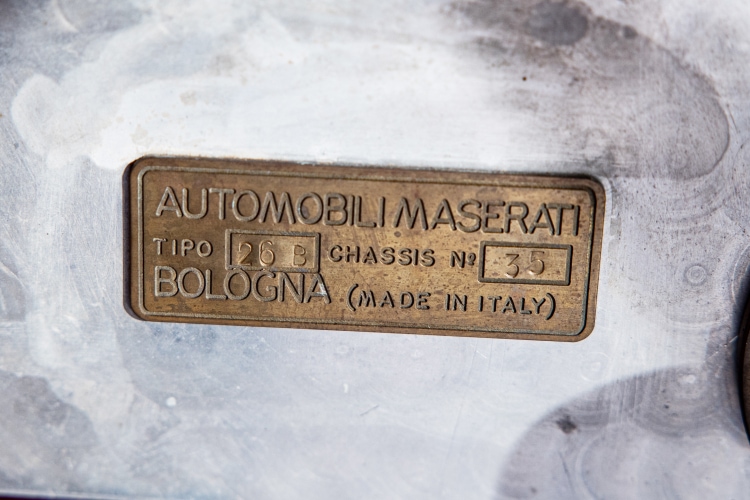 AUTOMOBILI MASERATI
TIPO 26 B CHASSIS Nº 35
BOLOGNA (MADE IN ITALY)